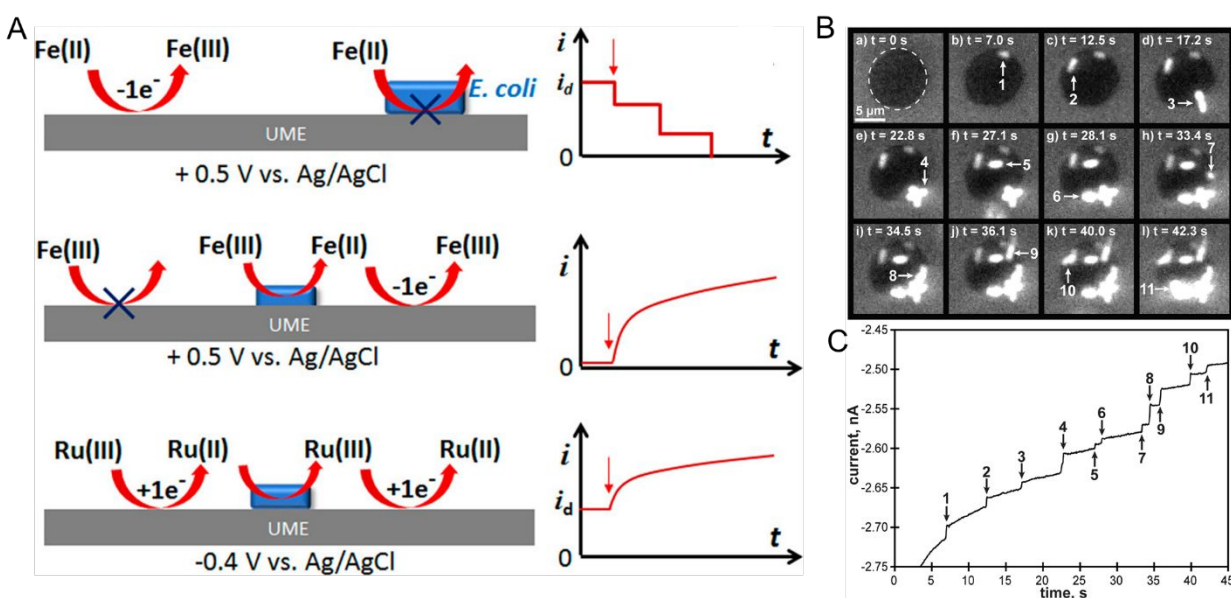 A
Fe(II) Fe(III) Fe(II)
-1e-
E. coli
UME
+ 0.5 V vs. Ag/AgCl
i
id
0
t
Fe(III) Fe(III) Fe(II) Fe(III)
-1e-
UME
+ 0.5 V vs. Ag/AgCl
i
0
t
Ru(III) Ru(II) Ru(III) Ru(II)
+1e- +1e-
UME
-0.4 V vs. Ag/AgCl
i
id
0
t
B
a) t = 0 s
5 µm
b) t = 7.0 s
1
c) t = 12.5 s
2
d) t = 17.2 s
3
e) t = 22.8 s
4
f) t = 27.1 s
5
g) t = 28.1 s
6
h) t = 33.4 s
7
i) t = 34.5 s
8
j) t = 36.1 s
9
k) t = 40.0 s
10
l) t = 42.3 s
11
C
current, nA
-2.45
-2.50
-2.55
-2.60
-2.65
-2.70
-2.75
1 2 3 4 5 6 7 8 9 10 11
0 5 10 15 20 25 30 35 40 45
time, s